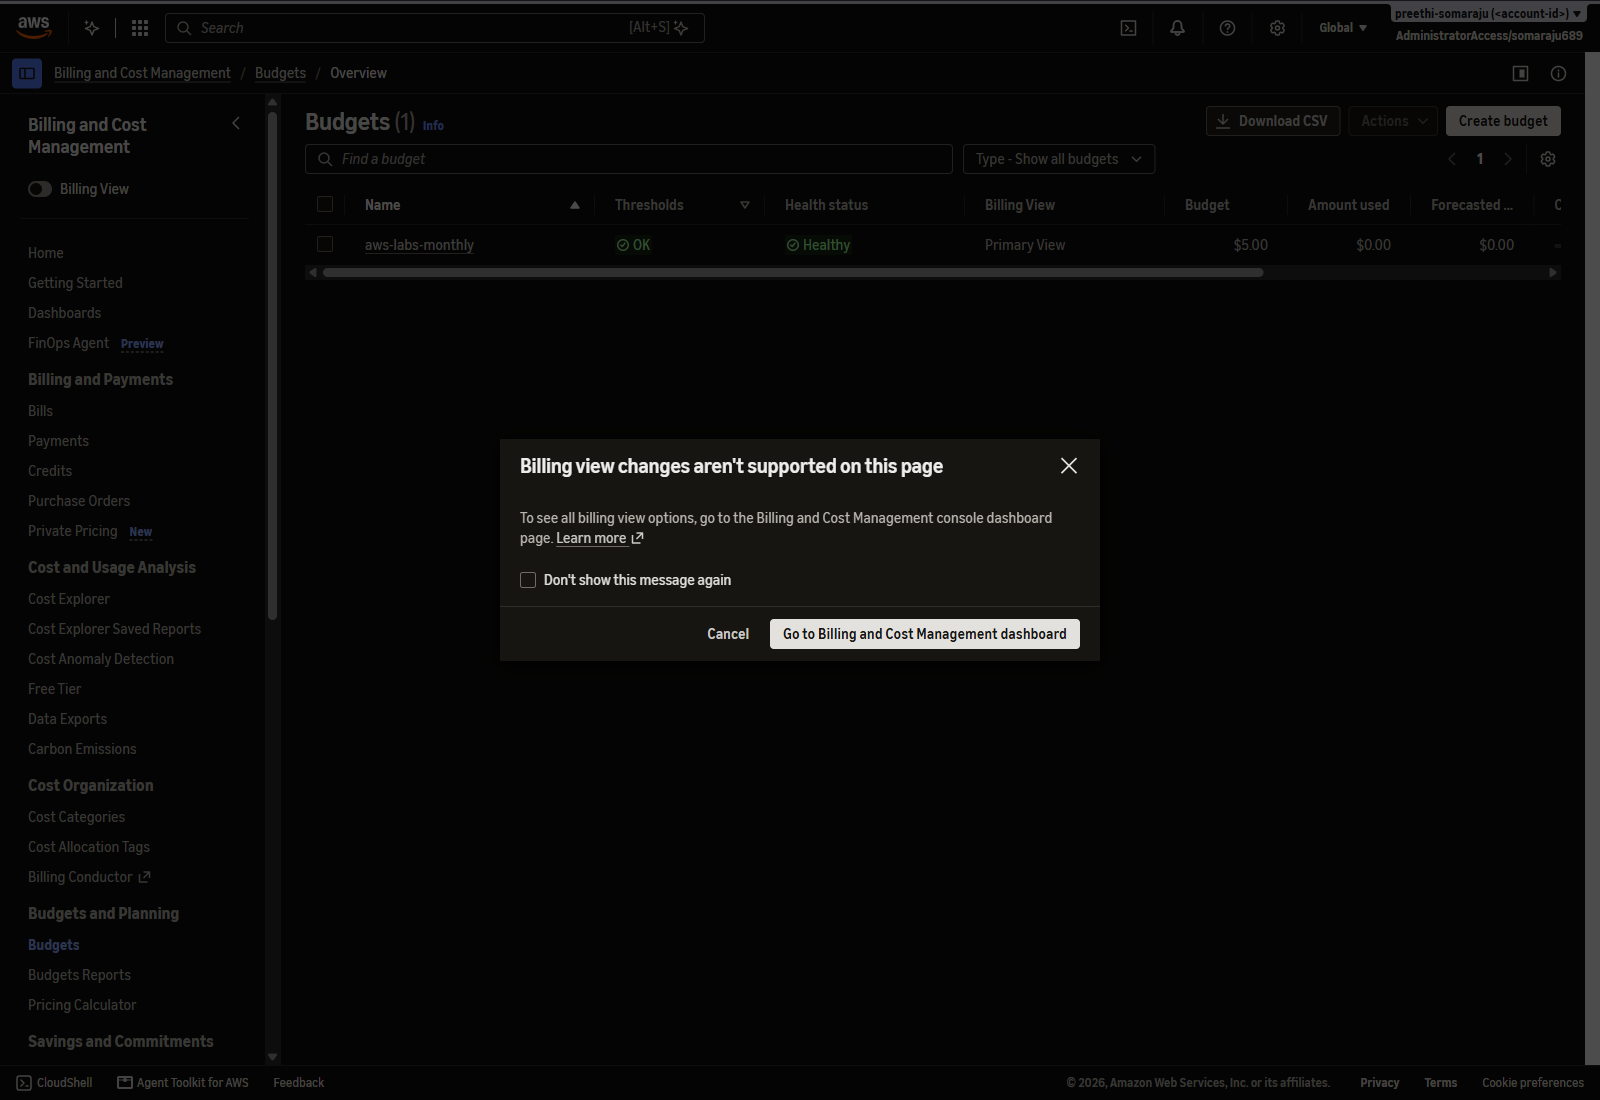 aws
Search
[Alt+S]
Global
preethi-somaraju (<account-id>)
AdministratorAccess/somaraju689
Billing and Cost Management / Budgets / Overview
Billing and Cost
Management
Billing View
Home
Getting Started
Dashboards
FinOps Agent Preview
Billing and Payments
Bills
Payments
Credits
Purchase Orders
Private Pricing New
Cost and Usage Analysis
Cost Explorer
Cost Explorer Saved Reports
Cost Anomaly Detection
Free Tier
Data Exports
Carbon Emissions
Cost Organization
Cost Categories
Cost Allocation Tags
Billing Conductor
Budgets and Planning
Budgets
Budgets Reports
Pricing Calculator
Savings and Commitments
Budgets (1) Info
Download CSV
Actions
Create budget
Find a budget
Type - Show all budgets
1
Name Thresholds Health status Billing View Budget Amount used Forecasted ... C
aws-labs-monthly OK Healthy Primary View $5.00 $0.00 $0.00 -
Billing view changes aren't supported on this page
To see all billing view options, go to the Billing and Cost Management console dashboard
page. Learn more
Don't show this message again
Cancel
Go to Billing and Cost Management dashboard
CloudShell Agent Toolkit for AWS Feedback
© 2026, Amazon Web Services, Inc. or its affiliates. Privacy Terms Cookie preferences